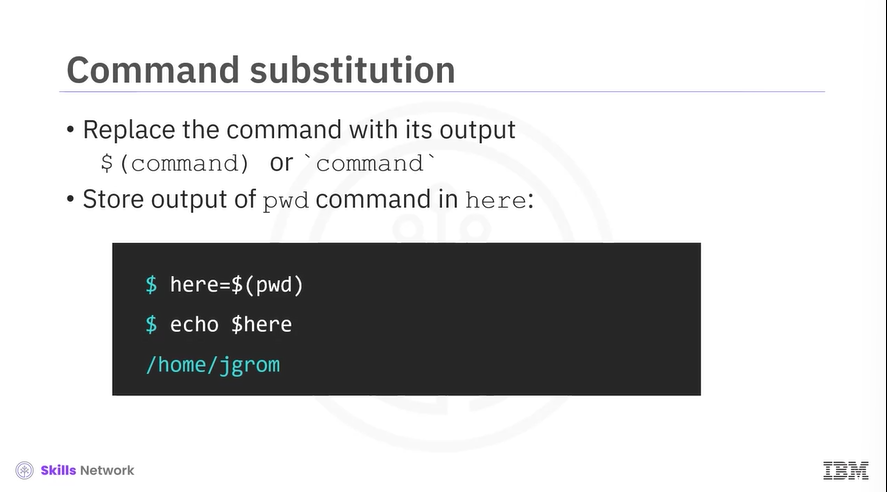 Command substitution
• Replace the command with its output
$(command) or `command`
• Store output of pwd command in here:
$ here=$(pwd)
$ echo $here
/home/jgrom
Skills Network
IBM